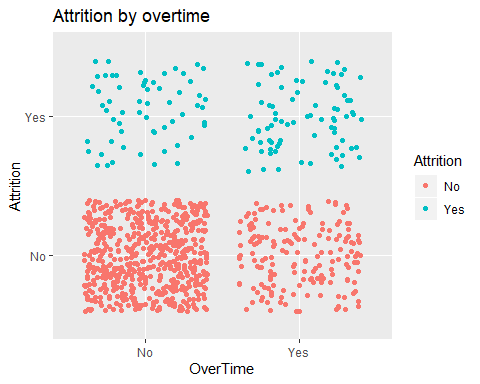 Attrition by overtime
Yes
No
Attrition
No
Yes
OverTime
Attrition
No
Yes